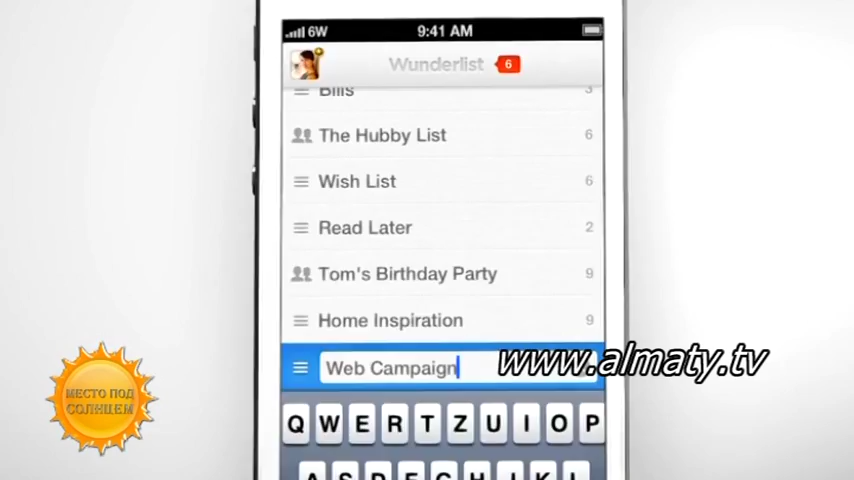 6W
9:41 AM
Wunderlist
6
Bills
3
The Hubby List
6
Wish List
6
Read Later
2
Tom's Birthday Party
9
Home Inspiration
9
Web Campaign
www.almaty.tv
МЕСТО ПОД
СОЛНЦЕМ
Q W E R T Z U I O P
A S D F G H J K L